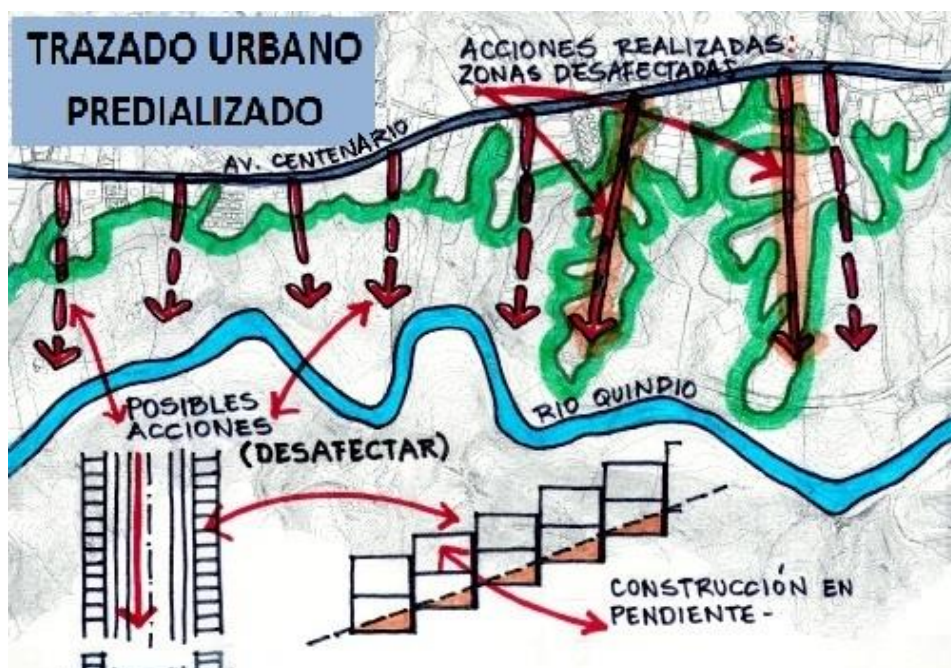 TRAZADO URBANO
PREDIALIZADO
ACCIONES REALIZADAS:
ZONAS DESAFECTADAS
AV. CENTENARIO
POSIBLES
ACCIONES
(DESAFECTAR)
RIO QUINDIO
CONSTRUCCIÓN EN
PENDIENTE-